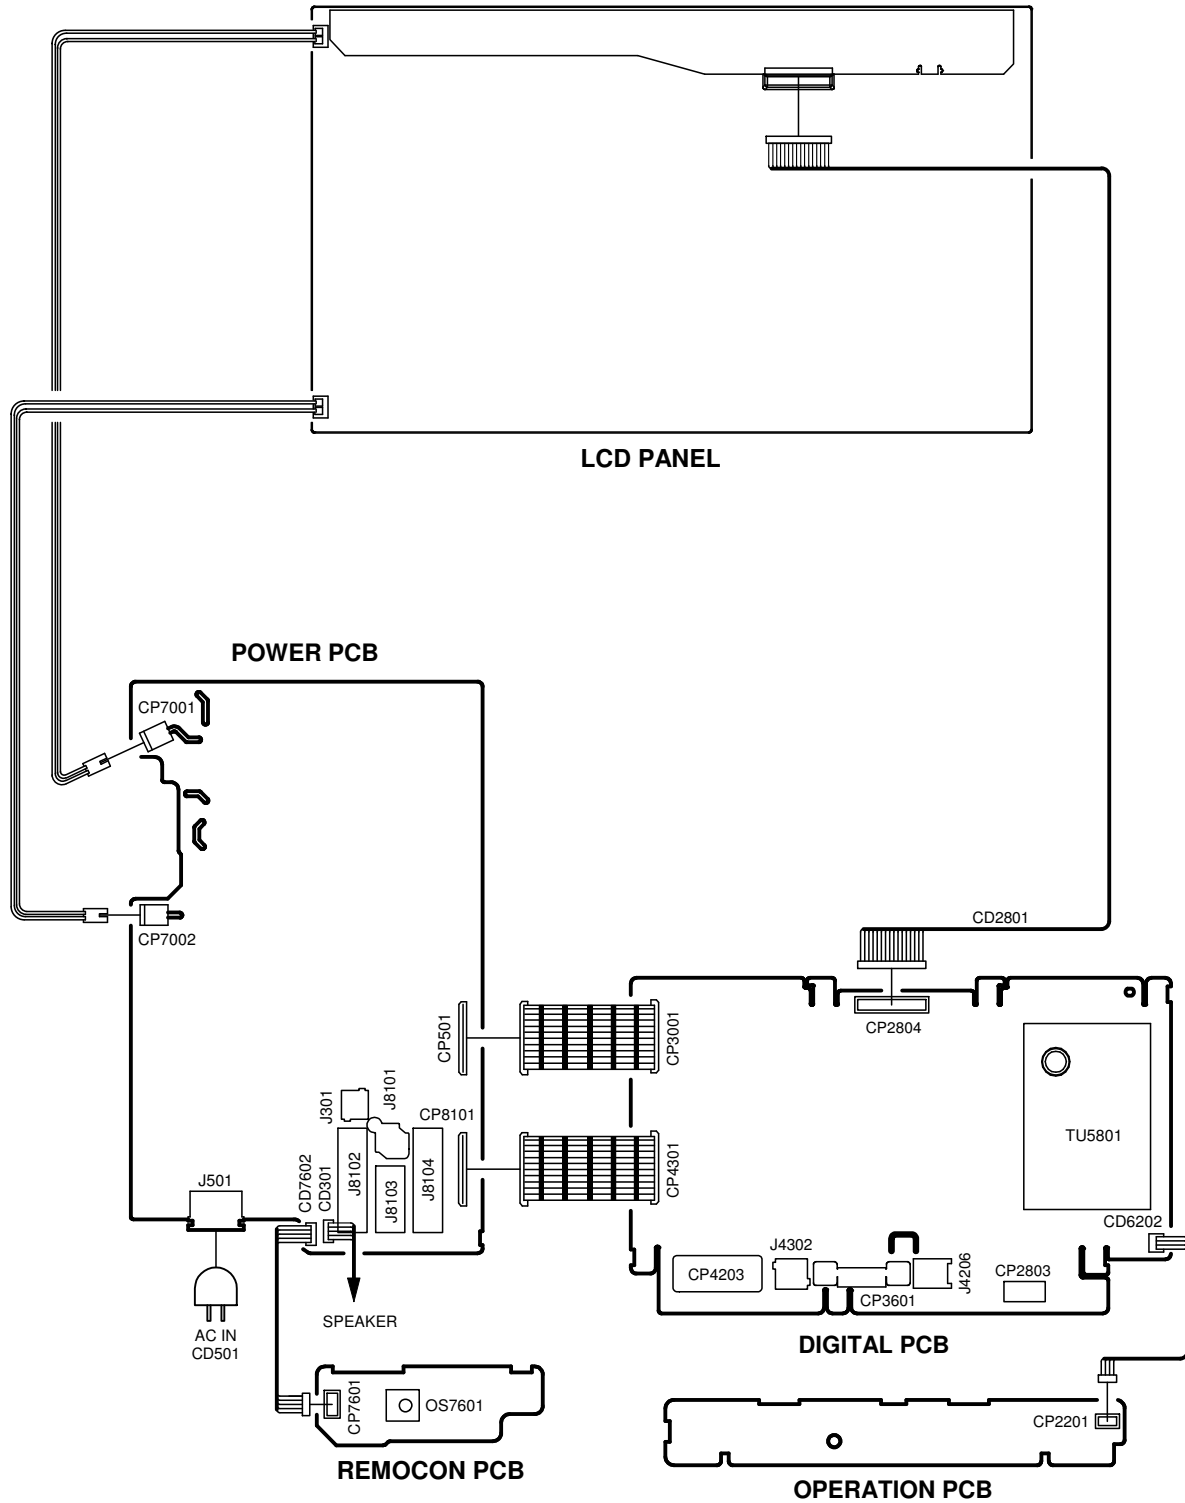 LCD PANEL
POWER PCB
CP7001
CP7002
CD2801
CP2804
CP501
CP3001
J301
J8101
CP8101
TU5801
J501
CD7602
CD301
J8102
J8103
J8104
CP4301
CD6202
J4302
CP4203
J4206
CP2803
CP3601
SPEAKER
AC IN
CD501
DIGITAL PCB
CP7601
OS7601
CP2201
REMOCON PCB
OPERATION PCB